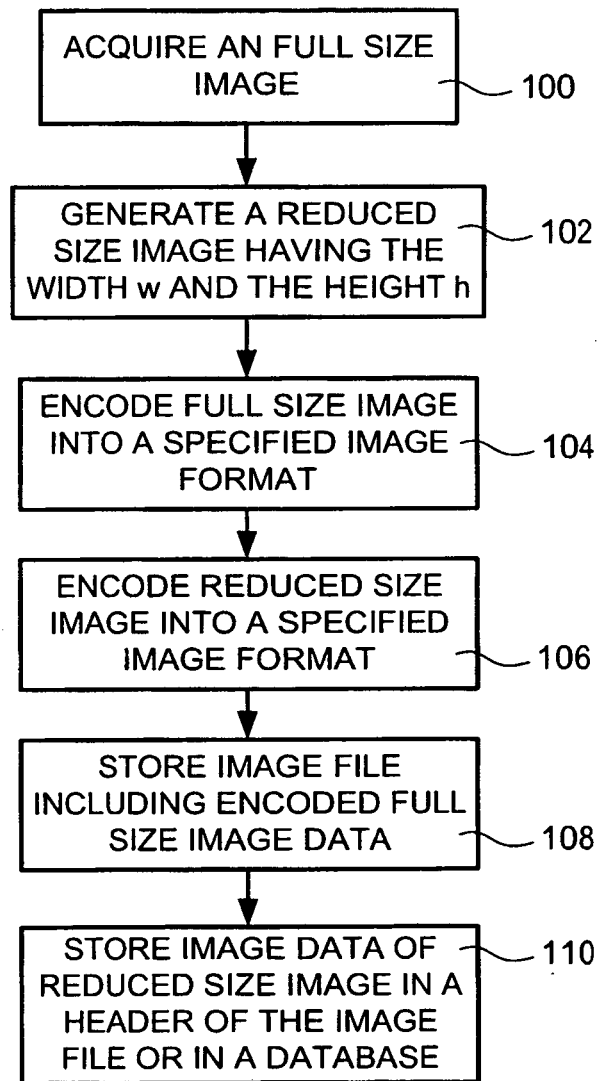 ACQUIRE AN FULL SIZE
IMAGE
100
GENERATE A REDUCED
SIZE IMAGE HAVING THE
WIDTH w AND THE HEIGHT h
102
ENCODE FULL SIZE IMAGE
INTO A SPECIFIED IMAGE
FORMAT
104
ENCODE REDUCED SIZE
IMAGE INTO A SPECIFIED
IMAGE FORMAT
106
STORE IMAGE FILE
INCLUDING ENCODED FULL
SIZE IMAGE DATA
108
STORE IMAGE DATA OF
REDUCED SIZE IMAGE IN A
HEADER OF THE IMAGE
FILE OR IN A DATABASE
110